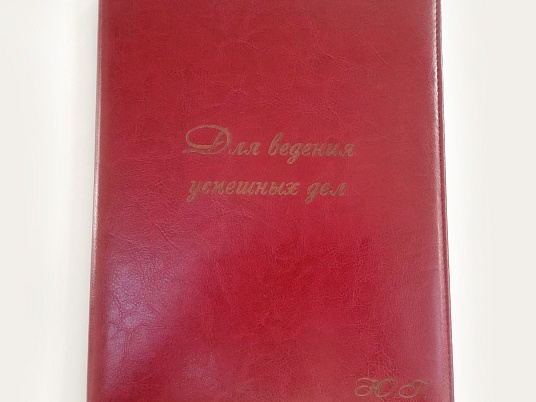 Для ведения
успешных дел
Ю.Г